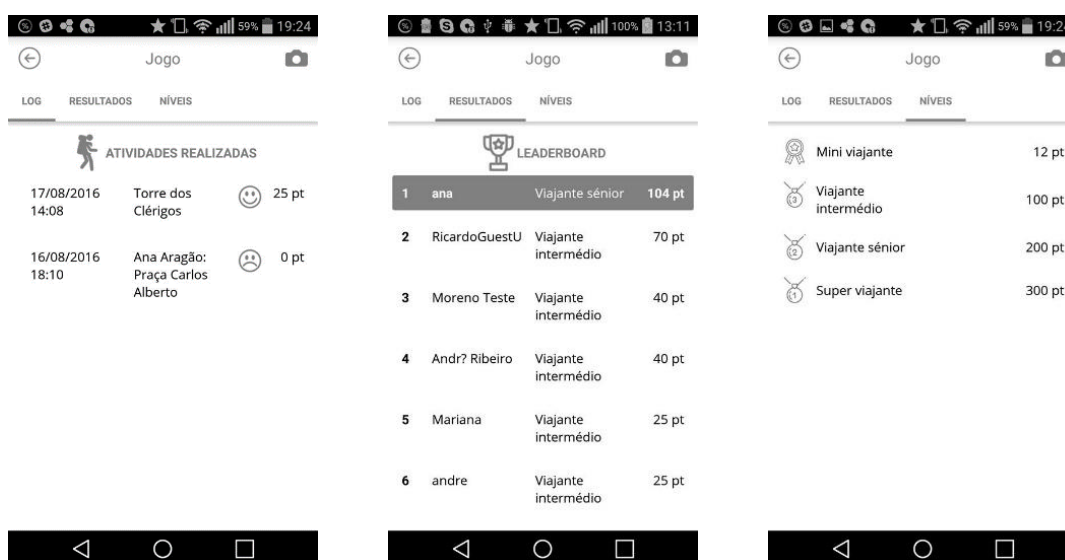 59% 19:24
Jogo
LOG RESULTADOS NÍVEIS
ATIVIDADES REALIZADAS
17/08/2016 Torre dos 25 pt
14:08 Clérigos
16/08/2016 Ana Aragão: 0 pt
18:10 Praça Carlos
Alberto
100% 13:11
Jogo
LOG RESULTADOS NÍVEIS
LEADERBOARD
1 ana Viajante sénior 104 pt
2 RicardoGuestU Viajante 70 pt
intermédio
3 Moreno Teste Viajante 40 pt
intermédio
4 Andr? Ribeiro Viajante 40 pt
intermédio
5 Mariana Viajante 25 pt
intermédio
6 andre Viajante 25 pt
intermédio
59% 19:2
Jogo
LOG RESULTADOS NÍVEIS
Mini viajante 12 pt
3 Viajante 100 pt
intermédio
2 Viajante sénior 200 pt
1 Super viajante 300 pt